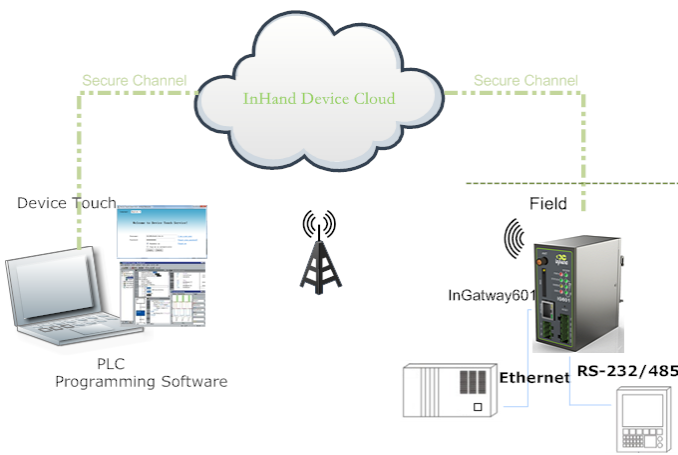 Secure Channel
Secure Channel
InHand Device Cloud
Device Touch
Field
InGatway601
PLC
Programming Software
Ethernet
RS-232/485